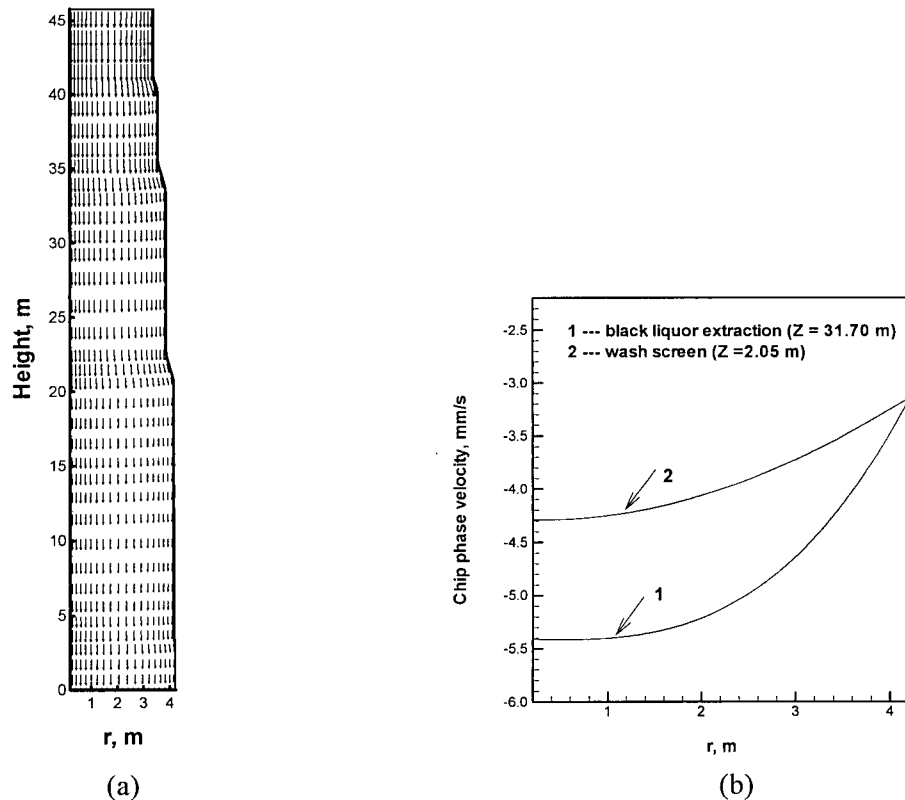 45
40
35
30
25
20
15
10
5
0
Height, m
1 2 3 4
r, m
(a)
1 --- black liquor extraction (Z = 31.70 m)
2 --- wash screen (Z =2.05 m)
-2.5
-3.0
-3.5
-4.0
-4.5
-5.0
-5.5
-6.0
Chip phase velocity, mm/s
2
1
1 2 3 4
r, m
(b)